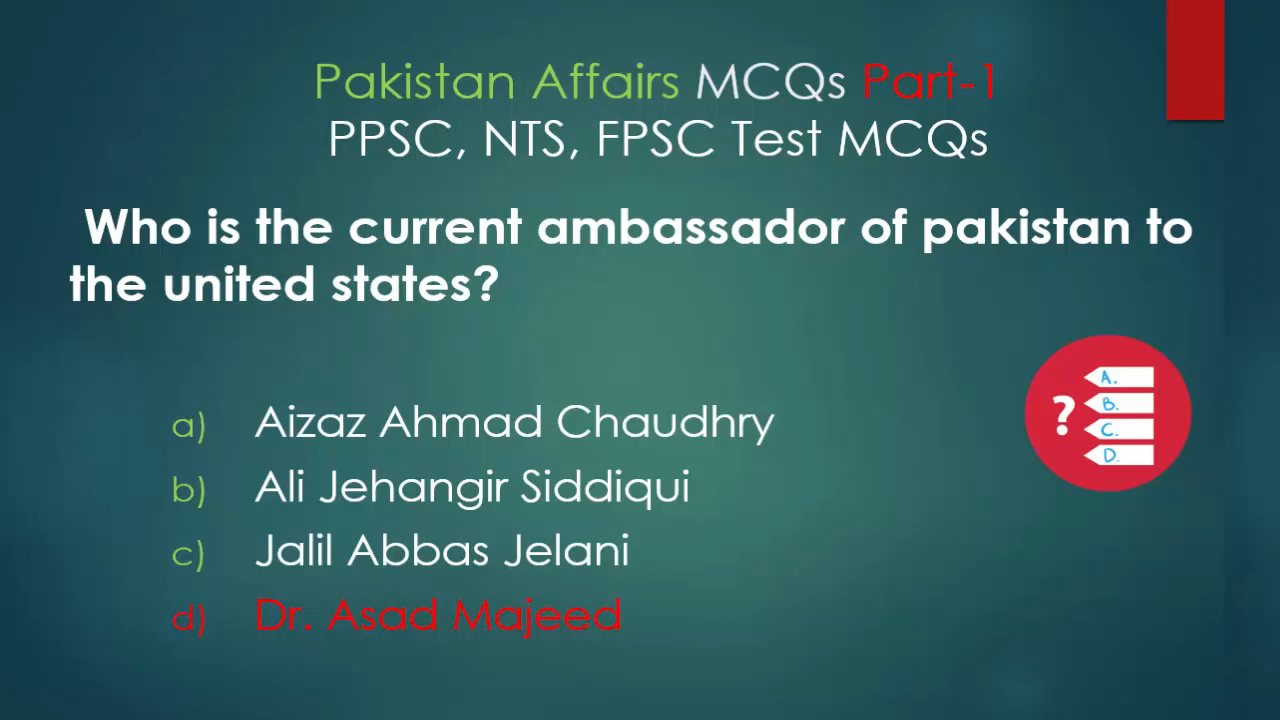 Pakistan Affairs MCQs Part-1
PPSC, NTS, FPSC Test MCQs
Who is the current ambassador of pakistan to
the united states?
a) Aizaz Ahmad Chaudhry
b) Ali Jehangir Siddiqui
c) Jalil Abbas Jelani
d) Dr. Asad Majeed
?
A.
B.
C.
D.